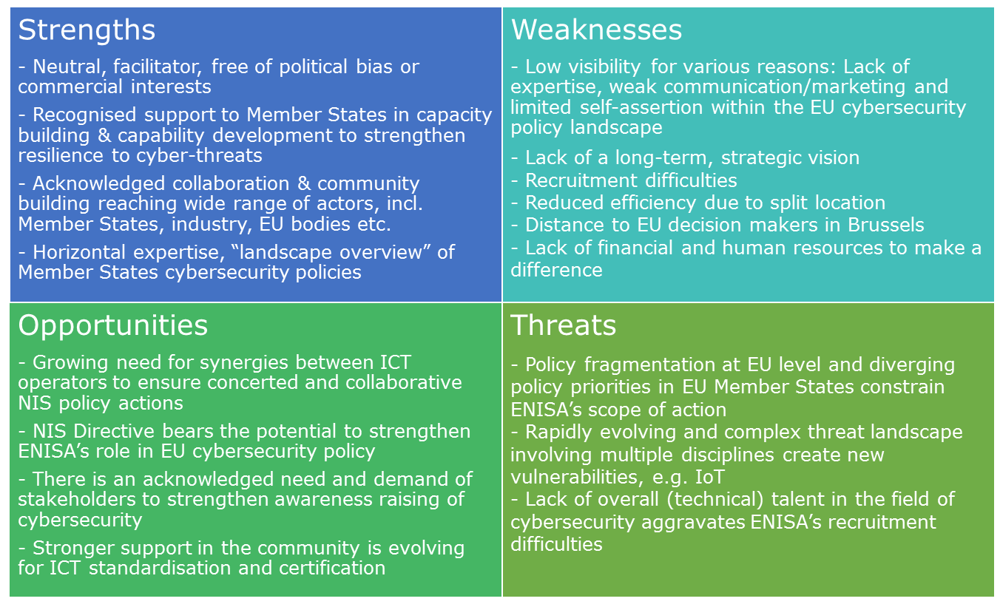 Strengths
- Neutral, facilitator, free of political bias or
commercial interests
- Recognised support to Member States in capacity
building & capability development to strengthen
resilience to cyber-threats
- Acknowledged collaboration & community
building reaching wide range of actors, incl.
Member States, industry, EU bodies etc.
- Horizontal expertise, “landscape overview” of
Member States cybersecurity policies
Weaknesses
- Low visibility for various reasons: Lack of
expertise, weak communication/marketing and
limited self-assertion within the EU cybersecurity
policy landscape
- Lack of a long-term, strategic vision
- Recruitment difficulties
- Reduced efficiency due to split location
- Distance to EU decision makers in Brussels
- Lack of financial and human resources to make a
difference
Opportunities
- Growing need for synergies between ICT
operators to ensure concerted and collaborative
NIS policy actions
- NIS Directive bears the potential to strengthen
ENISA’s role in EU cybersecurity policy
- There is an acknowledged need and demand of
stakeholders to strengthen awareness raising of
cybersecurity
- Stronger support in the community is evolving
for ICT standardisation and certification
Threats
- Policy fragmentation at EU level and diverging
policy priorities in EU Member States constrain
ENISA’s scope of action
- Rapidly evolving and complex threat landscape
involving multiple disciplines create new
vulnerabilities, e.g. IoT
- Lack of overall (technical) talent in the field of
cybersecurity aggravates ENISA’s recruitment
difficulties